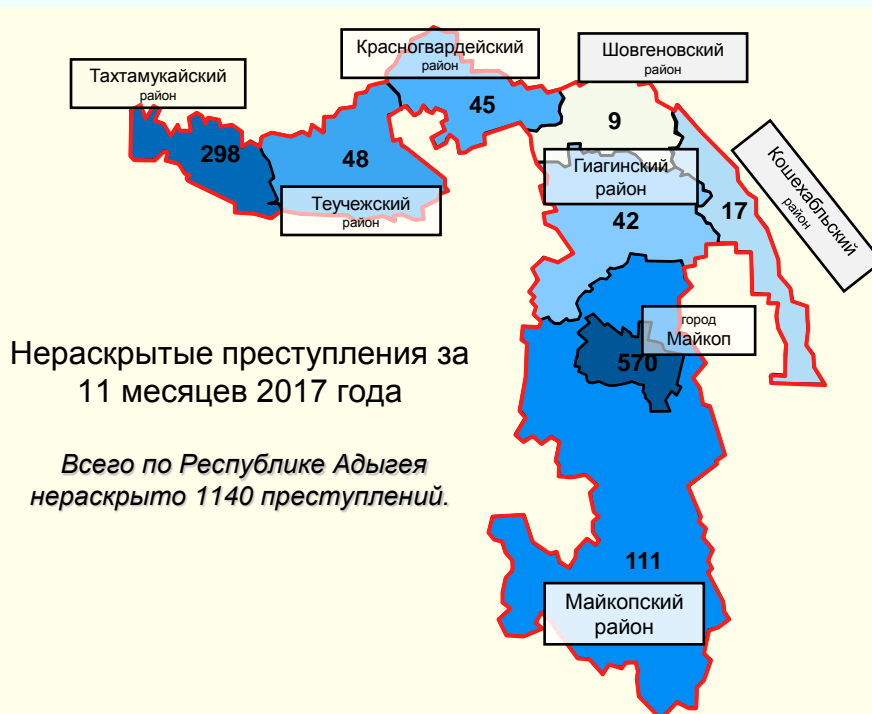 Красногвардейский
район
Шовгеновский
район
Тахтамукайский
район
45
9
298
48
Гиагинский
район
Кошехабльский
район
17
Теучежский
район
42
город
Майкоп
570
Нераскрытые преступления за
11 месяцев 2017 года
Всего по Республике Адыгея
нераскрыто 1140 преступлений.
111
Майкопский
район